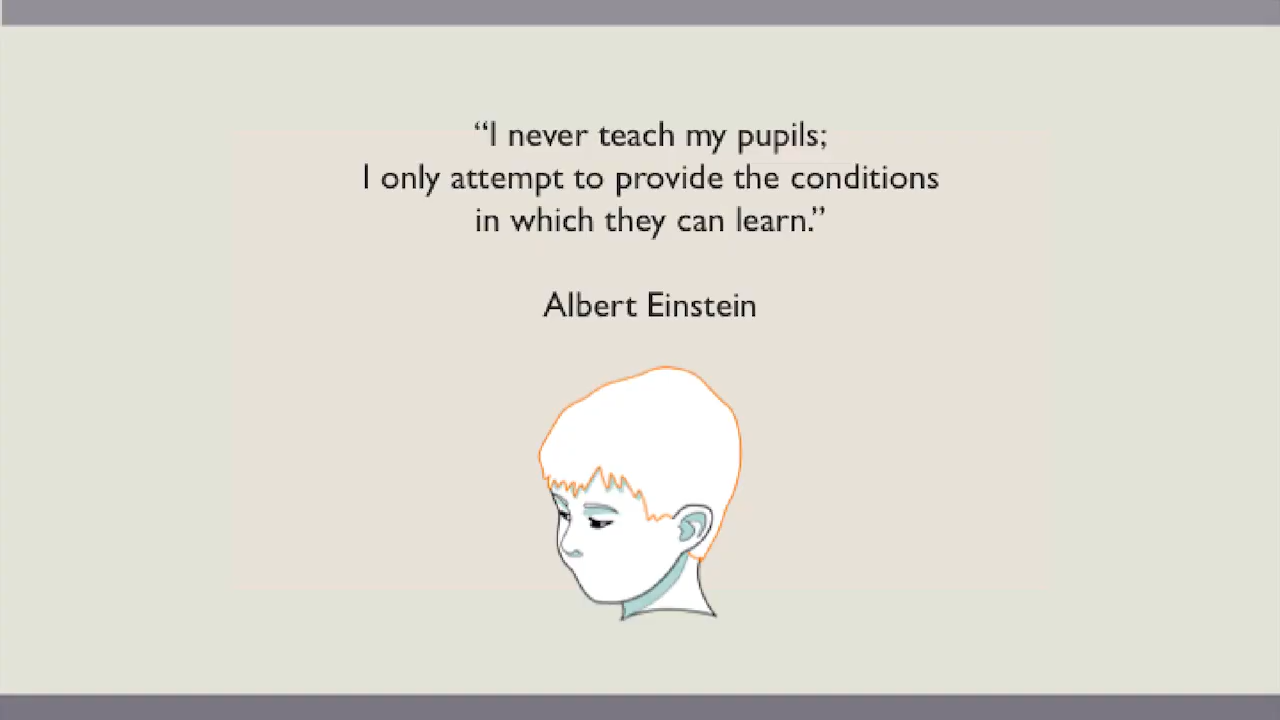 “I never teach my pupils;
I only attempt to provide the conditions
in which they can learn.”
Albert Einstein